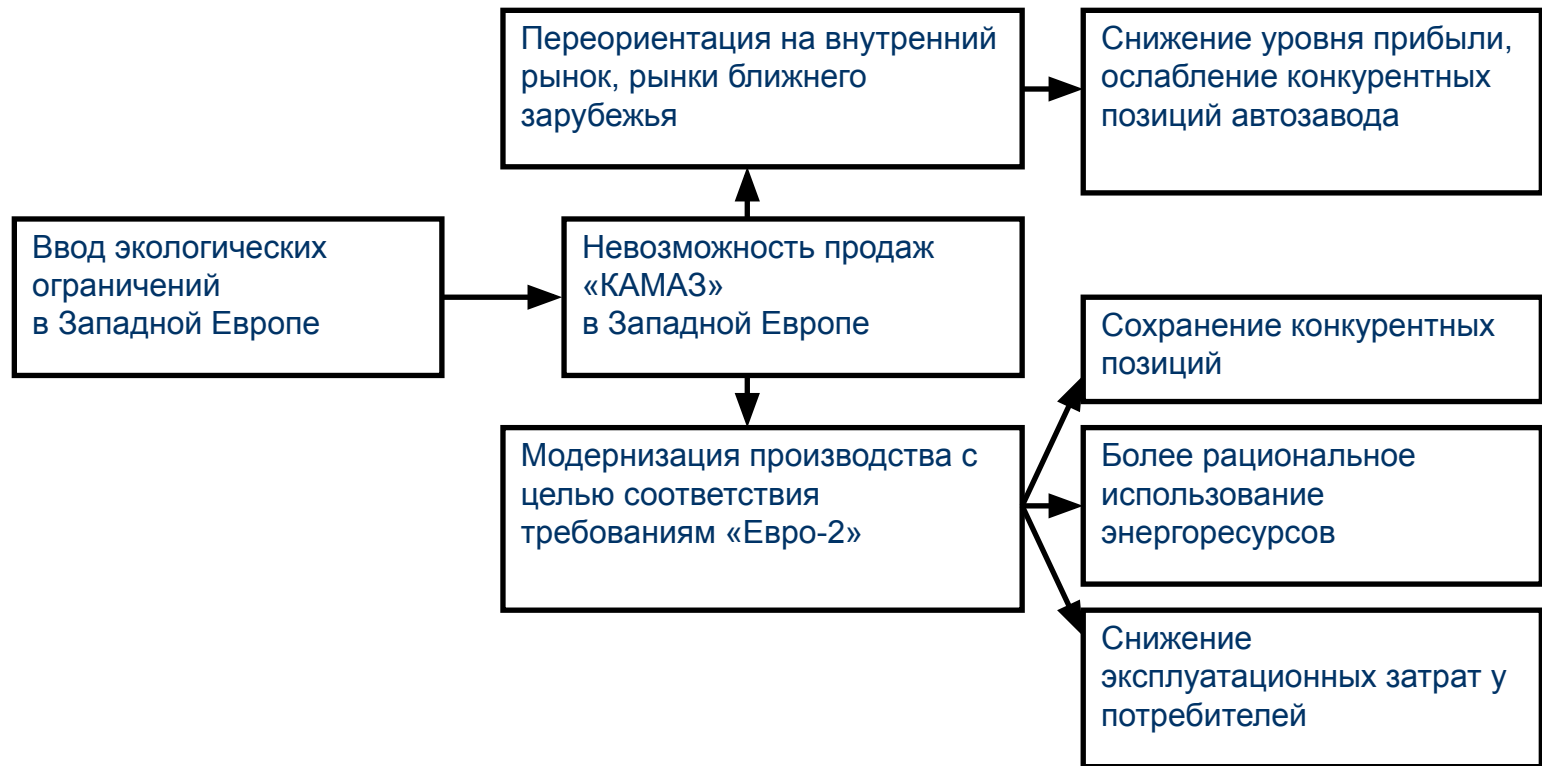 Переориентация на внутренний
рынок, рынки ближнего
зарубежья
Снижение уровня прибыли,
ослабление конкурентных
позиций автозавода
Ввод экологических
ограничений
в Западной Европе
Невозможность продаж
«КАМАЗ»
в Западной Европе
Сохранение конкурентных
позиций
Модернизация производства с
целью соответствия
требованиям «Евро-2»
Более рациональное
использование
энергоресурсов
Снижение
эксплуатационных затрат у
потребителей